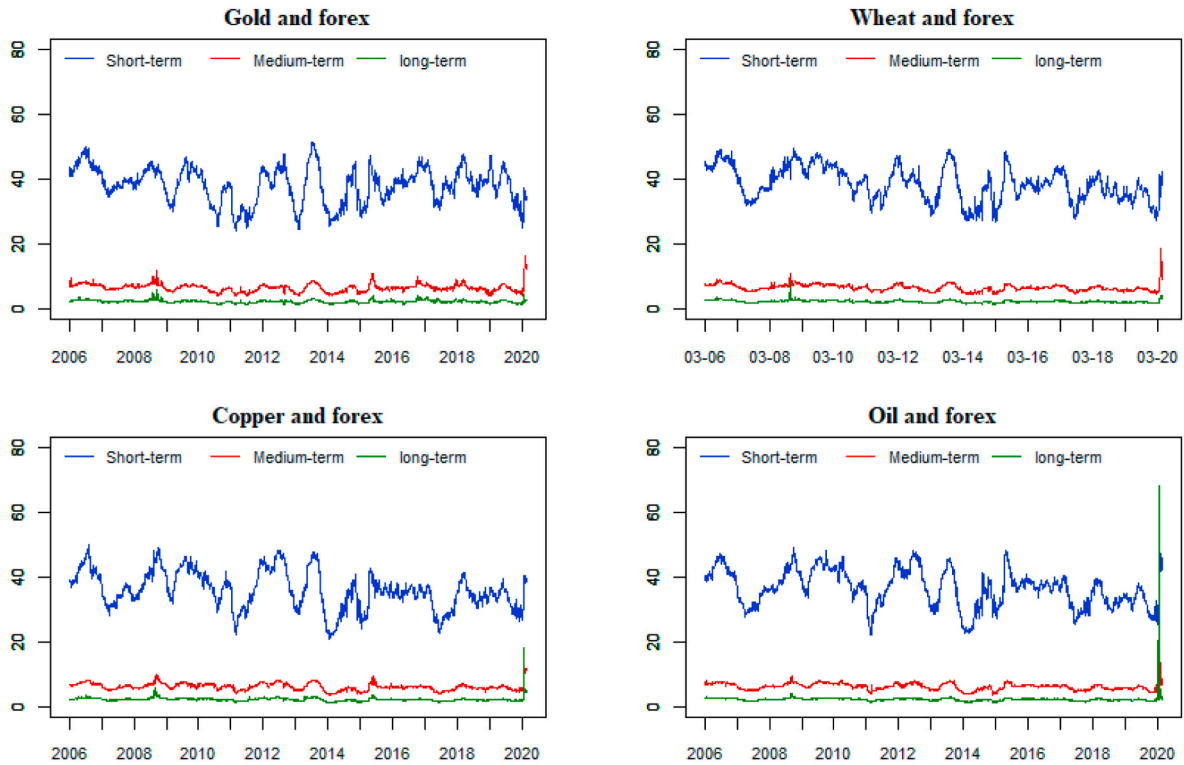 Gold and forex
Short-term Medium-term long-term
80
60
40
20
0
2006 2008 2010 2012 2014 2016 2018 2020
Wheat and forex
Short-term Medium-term long-term
80
60
40
20
0
03-06 03-08 03-10 03-12 03-14 03-16 03-18 03-20
Copper and forex
Short-term Medium-term long-term
80
60
40
20
0
2006 2008 2010 2012 2014 2016 2018 2020
Oil and forex
Short-term Medium-term long-term
80
60
40
20
0
2006 2008 2010 2012 2014 2016 2018 2020